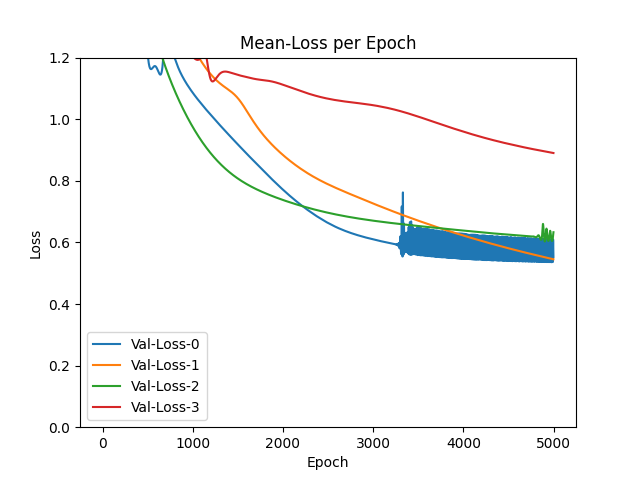 Mean-Loss per Epoch
1.2
1.0
0.8
0.6
0.4
0.2
0.0
Loss
Val-Loss-0
Val-Loss-1
Val-Loss-2
Val-Loss-3
0 1000 2000 3000 4000 5000
Epoch